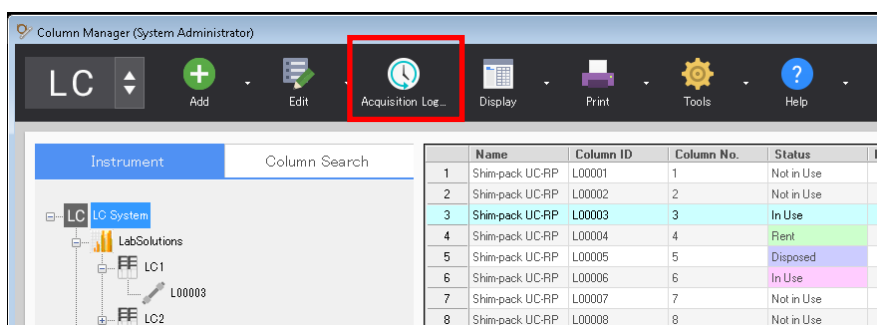 Column Manager (System Administrator)
LC Add Edit Acquisition Log... Display Print Tools Help
Instrument Column Search
LC LC System
LabSolutions
LC1
L00003
LC2
Name Column ID Column No. Status
1 Shim-pack UC-RP L00001 1 Not in Use
2 Shim-pack UC-RP L00002 2 Not in Use
3 Shim-pack UC-RP L00003 3 In Use
4 Shim-pack UC-RP L00004 4 Rent
5 Shim-pack UC-RP L00005 5 Disposed
6 Shim-pack UC-RP L00006 6 In Use
7 Shim-pack UC-RP L00007 7 Not in Use
8 Shim-pack UC-RP L00008 8 Not in Use